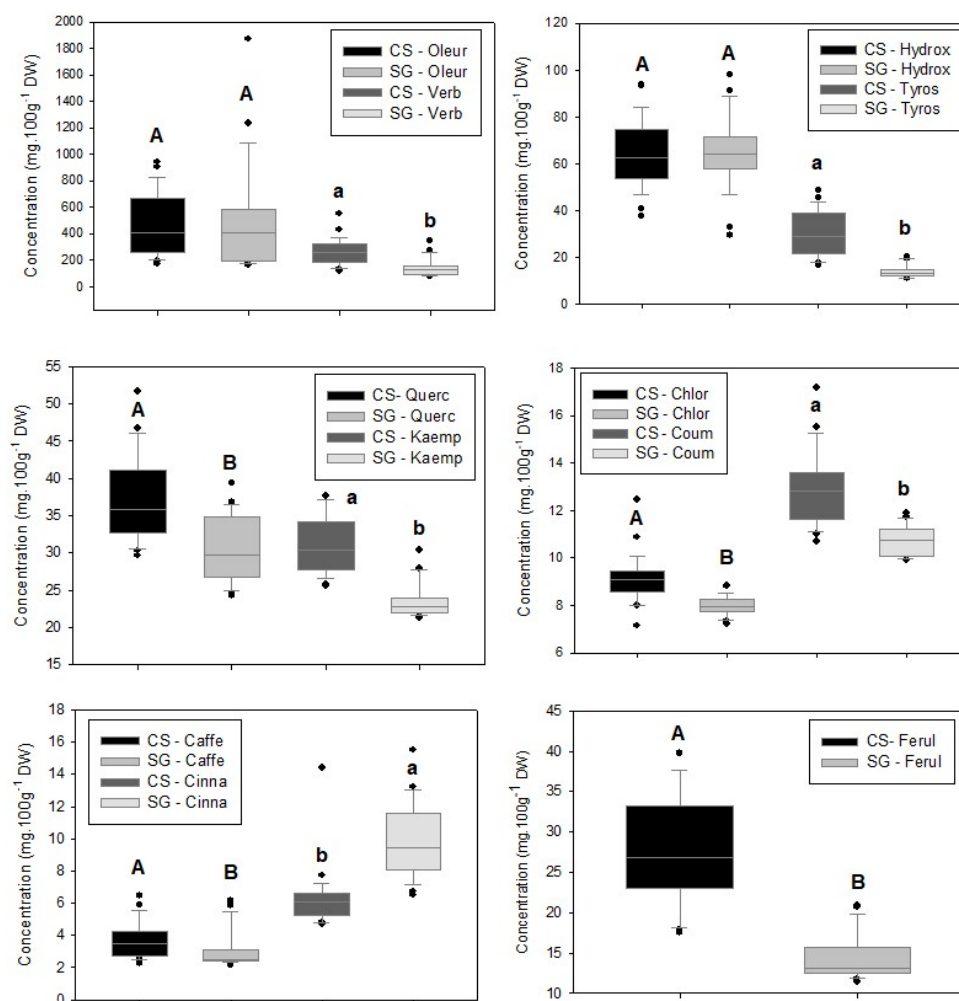 Concentration (mg.100g-1 DW)
2000
1800
1600
1400
1200
1000
800
600
400
200
0
CS - Oleur
SG - Oleur
CS - Verb
SG - Verb
A
A
a
b
Concentration (mg.100g-1 DW)
120
100
80
60
40
20
0
CS - Hydrox
SG - Hydrox
CS - Tyros
SG - Tyros
A
A
a
b
Concentration (mg.100g-1 DW)
55
50
45
40
35
30
25
20
15
CS- Querc
SG - Querc
CS - Kaemp
SG - Kaemp
A
B
a
b
Concentration (mg.100g-1 DW)
18
16
14
12
10
8
6
CS - Chlor
SG - Chlor
CS - Coum
SG - Coum
A
B
a
b
Concentration (mg.100g-1 DW)
18
16
14
12
10
8
6
4
2
0
CS - Caffe
SG - Caffe
CS - Cinna
SG - Cinna
A
B
b
a
Concentration (mg.100g-1 DW)
45
40
35
30
25
20
15
10
CS- Ferul
SG - Ferul
A
B